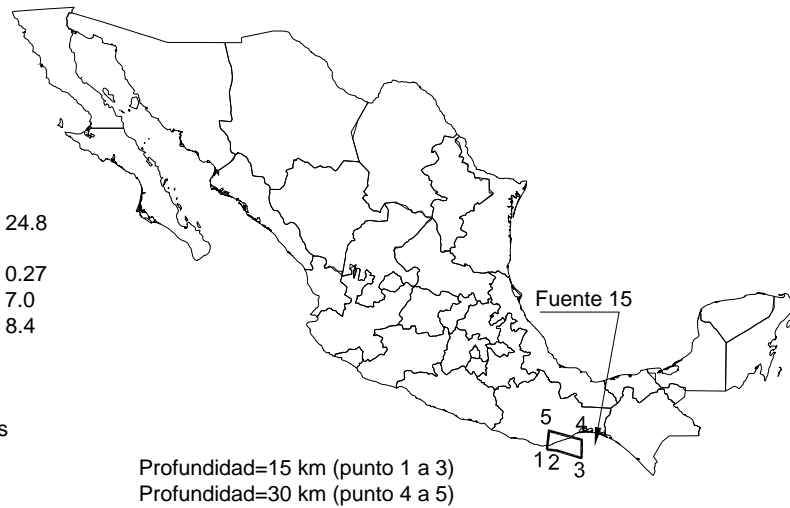 24.8
0.27
7.0
8.4
Fuente 15
5
4
1
2
3
s
Profundidad=15 km (punto 1 a 3)
Profundidad=30 km (punto 4 a 5)